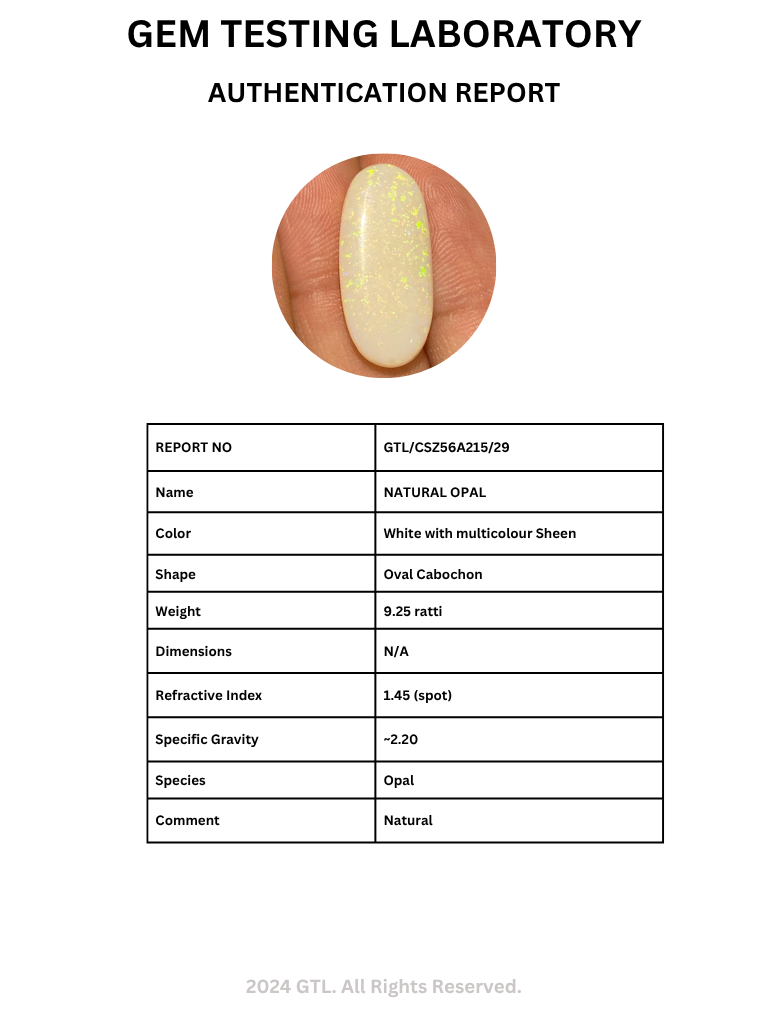 GEM TESTING LABORATORY
AUTHENTICATION REPORT
REPORT NO GTL/CSZ56A215/29
Name NATURAL OPAL
Color White with multicolour Sheen
Shape Oval Cabochon
Weight 9.25 ratti
Dimensions N/A
Refractive Index 1.45 (spot)
Specific Gravity ~2.20
Species Opal
Comment Natural
2024 GTL. All Rights Reserved.